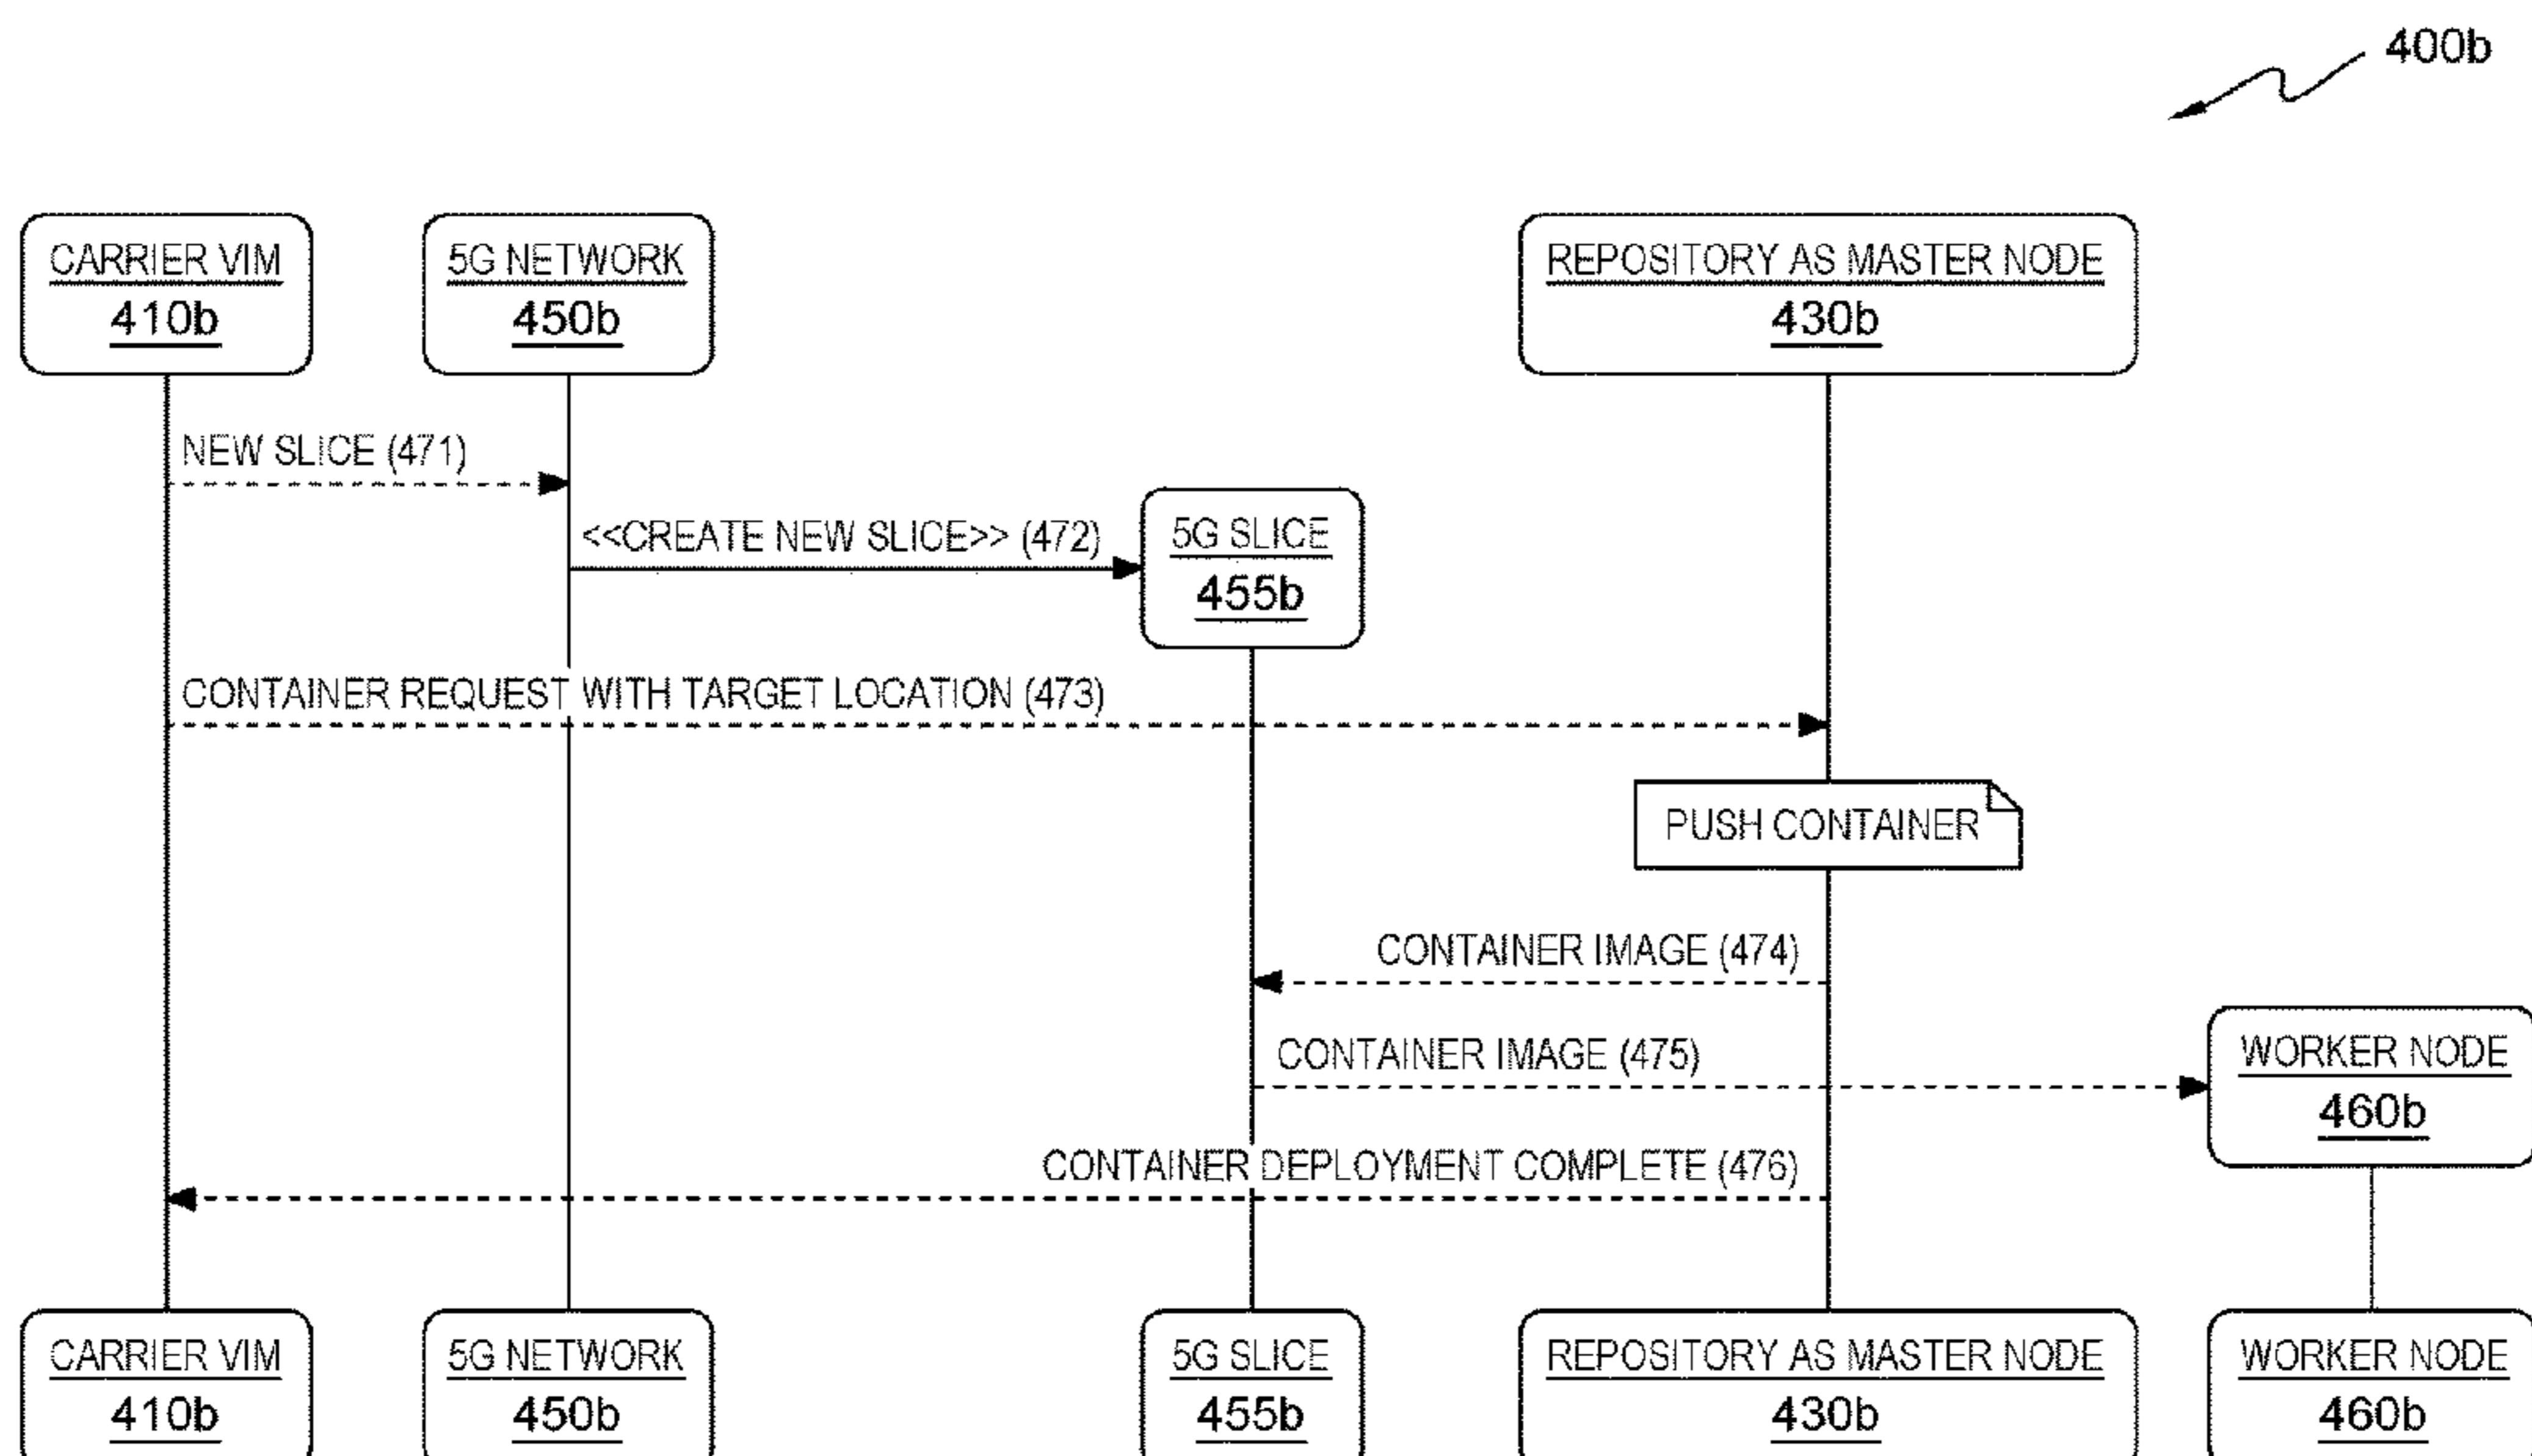 400b
CARRIER VIM
410b
5G NETWORK
450b
REPOSITORY AS MASTER NODE
430b
NEW SLICE (471)
<<CREATE NEW SLICE>> (472)
5G SLICE
455b
CONTAINER REQUEST WITH TARGET LOCATION (473)
PUSH CONTAINER
CONTAINER IMAGE (474)
CONTAINER IMAGE (475)
WORKER NODE
460b
CONTAINER DEPLOYMENT COMPLETE (476)
CARRIER VIM
410b
5G NETWORK
450b
5G SLICE
455b
REPOSITORY AS MASTER NODE
430b
WORKER NODE
460b